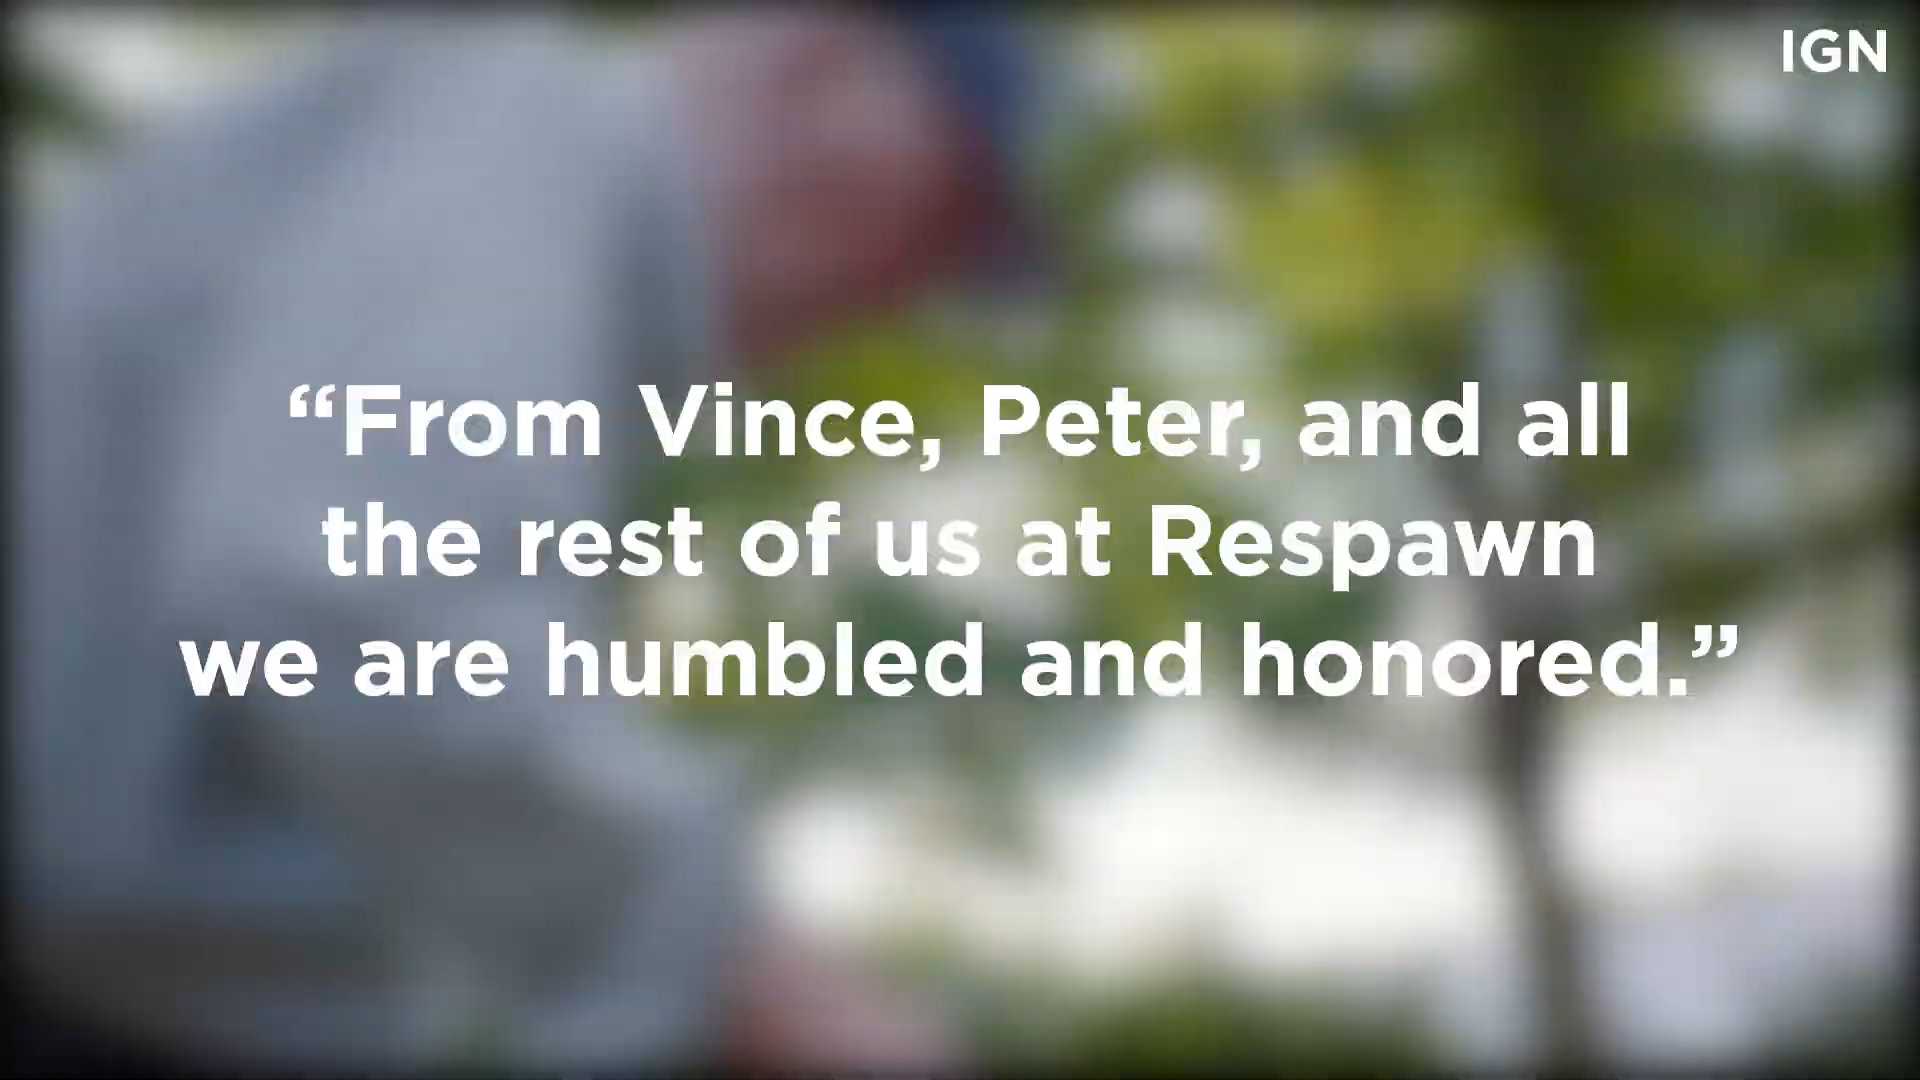 IGN
“From Vince, Peter, and all
the rest of us at Respawn
we are humbled and honored.”